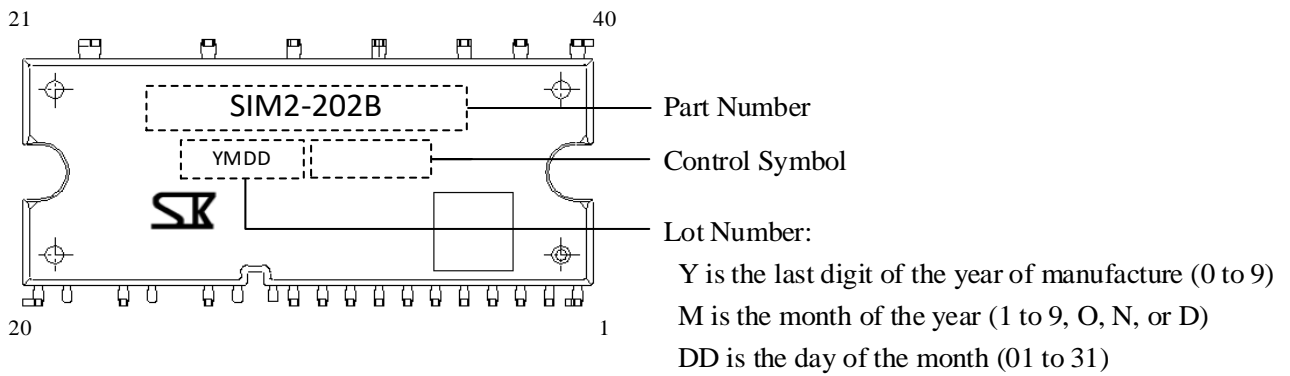 21
40
SIM2-202B
Part Number
YMDD
Control Symbol
SK
Lot Number:
Y is the last digit of the year of manufacture (0 to 9)
M is the month of the year (1 to 9, O, N, or D)
20
1
DD is the day of the month (01 to 31)